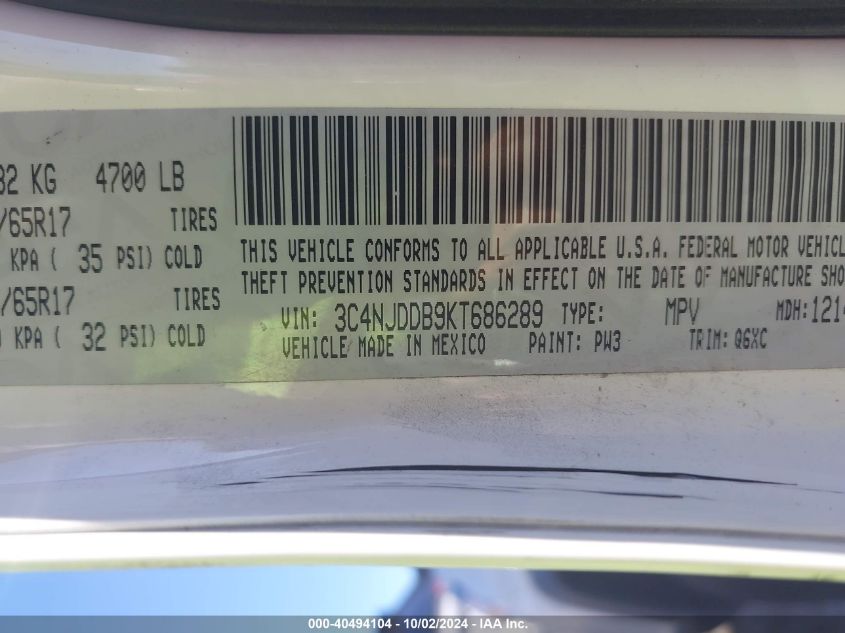 32 KG 4700 LB
/65R17 TIRES
KPA ( 35 PSI) COLD
/65R17 TIRES
KPA ( 32 PSI) COLD
THIS VEHICLE CONFORMS TO ALL APPLICABLE U.S.A. FEDERAL MOTOR VEHICL
THEFT PREVENTION STANDARDS IN EFFECT ON THE DATE OF MANUFACTURE SHO
VIN: 3C4NJDDB9KT686289 TYPE: MPV MDH: 121
VEHICLE MADE IN MEXICO PAINT: PW3 TRIM: Q6XC
000-40494104 - 10/02/2024 - IAA Inc.